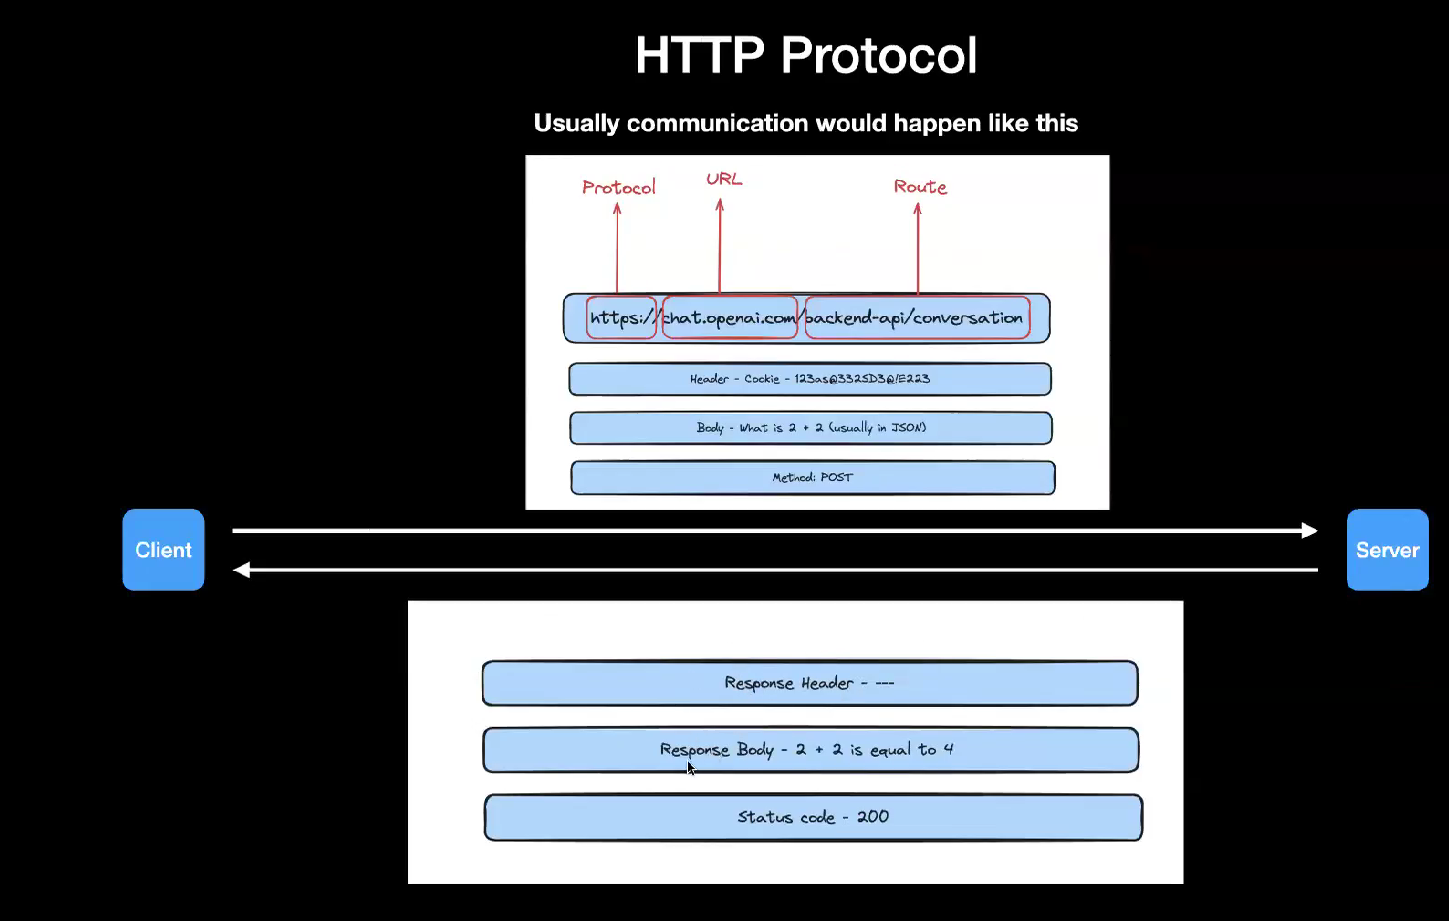 HTTP Protocol
Usually communication would happen like this
Protocol
URL
Route
https://chat.openai.com/backend-api/conversation
Header - Cookie - 123as@332SD3@!E223
Body - What is 2 + 2 (usually in JSON)
Method: POST
Client
Server
Response Header - ---
Response Body - 2 + 2 is equal to 4
Status code - 200